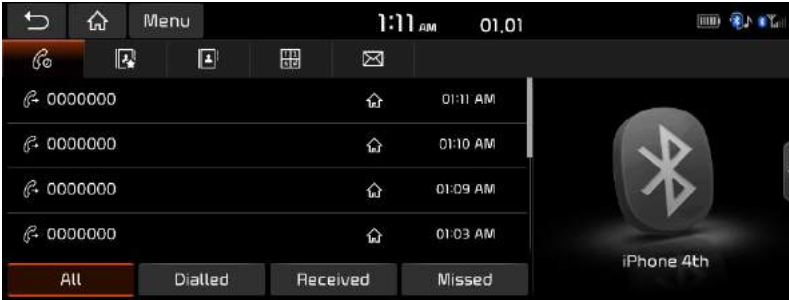 Menu 1:11 AM 01.01
0000000 01:11 AM
0000000 01:10 AM
0000000 01:09 AM
0000000 01:03 AM
iPhone 4th
All Dialled Received Missed